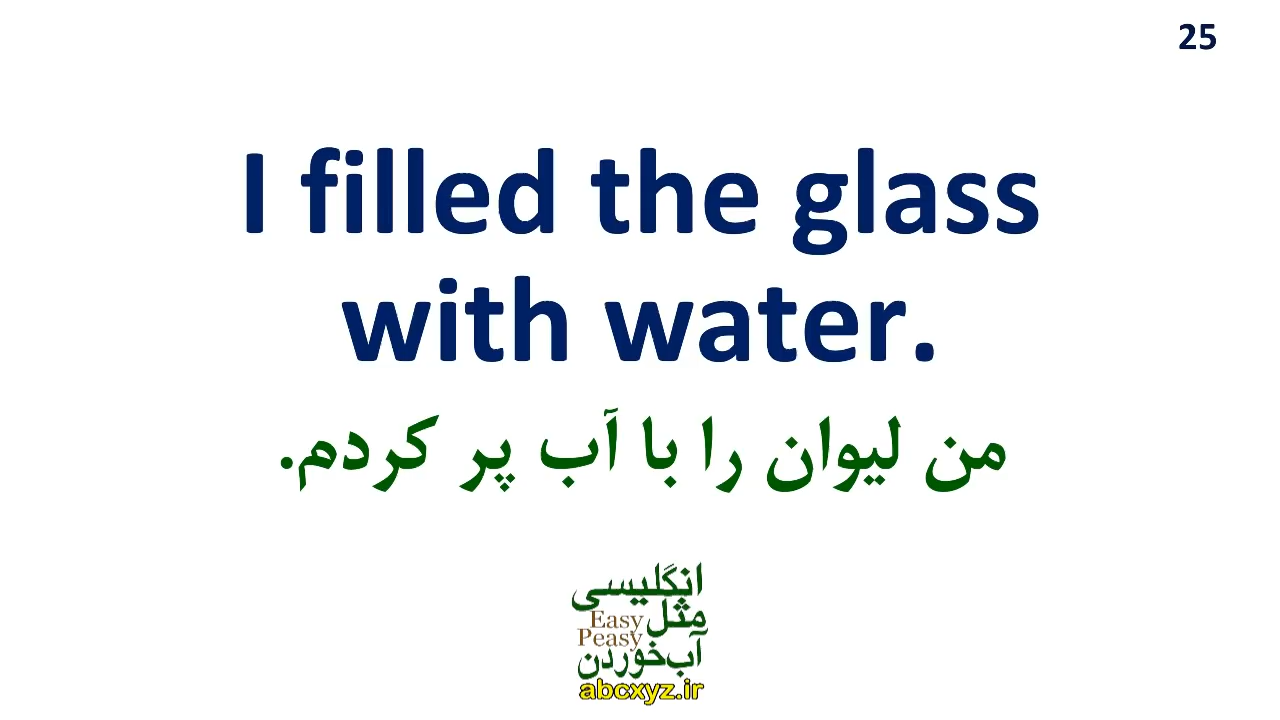 25
I filled the glass
with water.
من لیوان را با آب پر کردم.
انگلیسی
مثل
Easy
Peasy
آب‌خوردن
abcxyz.ir